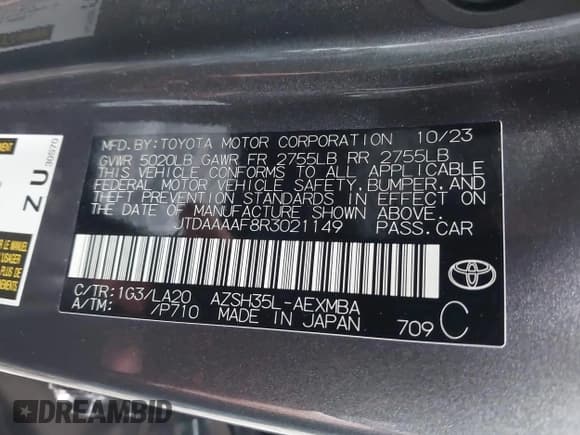 MFD. BY: TOYOTA MOTOR CORPORATION 10/23
GVWR 5020LB GAWR FR 2755LB RR 2755LB
THIS VEHICLE CONFORMS TO ALL APPLICABLE
FEDERAL MOTOR VEHICLE SAFETY, BUMPER, AND
THEFT PREVENTION STANDARDS IN EFFECT ON
THE DATE OF MANUFACTURE SHOWN ABOVE.
JTDAAAAF8R3021149 PASS.CAR
C/TR: 1G3/LA20 AZSH35L-AEXMBA
A/TM: /P710 MADE IN JAPAN 709 C
ZU
30570
DREAMBID